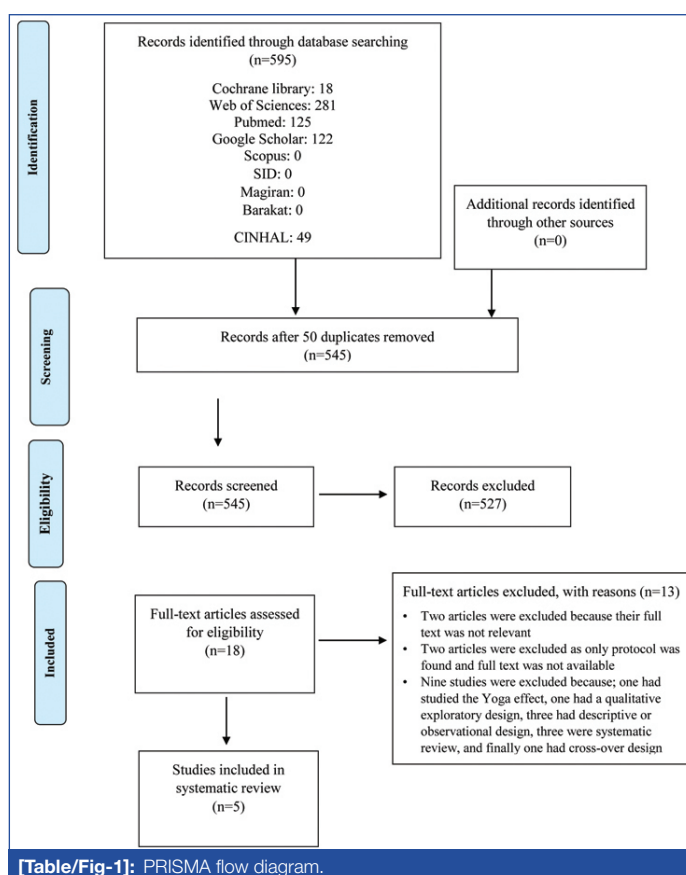 Identification
Records identified through database searching
(n=595)
Cochrane library: 18
Web of Sciences: 281
Pubmed: 125
Google Scholar: 122
Scopus: 0
SID: 0
Magiran: 0
Barakat: 0
CINHAL: 49
Additional records identified
through other sources
(n=0)
Screening
Records after 50 duplicates removed
(n=545)
Eligibility
Records screened
(n=545)
Records excluded
(n=527)
Included
Full-text articles assessed
for eligibility
(n=18)
Full-text articles excluded, with reasons (n=13)
• Two articles were excluded because their full
text was not relevant
• Two articles were excluded as only protocol was
found and full text was not available
• Nine studies were excluded because; one had
studied the Yoga effect, one had a qualitative
exploratory design, three had descriptive or
observational design, three were systematic
review, and finally one had cross-over design
Studies included in
systematic review
(n=5)
[Table/Fig-1]: PRISMA flow diagram.